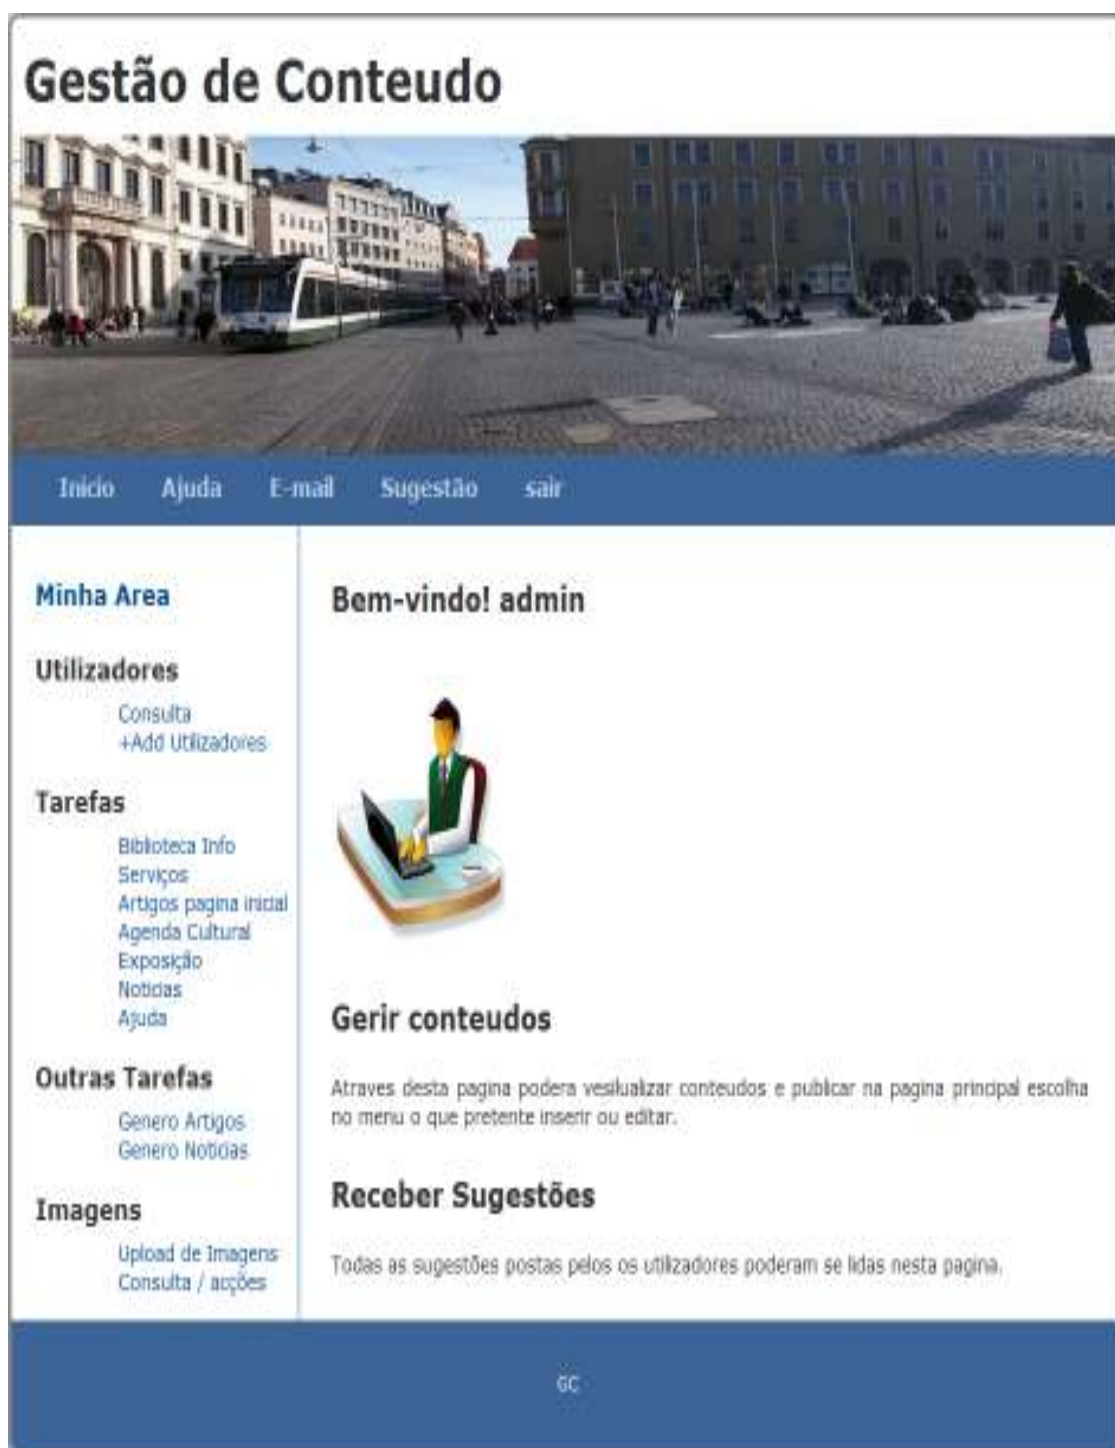 Gestão de Conteudo
Inicio Ajuda E-mail Sugestão sair
Minha Area
Utilizadores
Consulta
+Add Utilizadores
Tarefas
Biblioteca Info
Serviços
Artigos pagina inicial
Agenda Cultural
Exposição
Noticias
Ajuda
Outras Tarefas
Genero Artigos
Genero Noticias
Imagens
Upload de Imagens
Consulta / acções
Bem-vindo! admin
Gerir conteudos
Atraves desta pagina podera vesilualizar conteudos e publicar na pagina principal escolha
no menu o que pretente inserir ou editar.
Receber Sugestões
Todas as sugestões postas pelos os utilizadores poderam se lidas nesta pagina.
GC